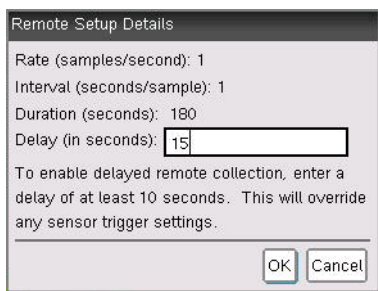 Remote Setup Details
Rate (samples/second): 1
Interval (seconds/sample): 1
Duration (seconds): 180
Delay (in seconds): 15
To enable delayed remote collection, enter a
delay of at least 10 seconds. This will override
any sensor trigger settings.
OK Cancel